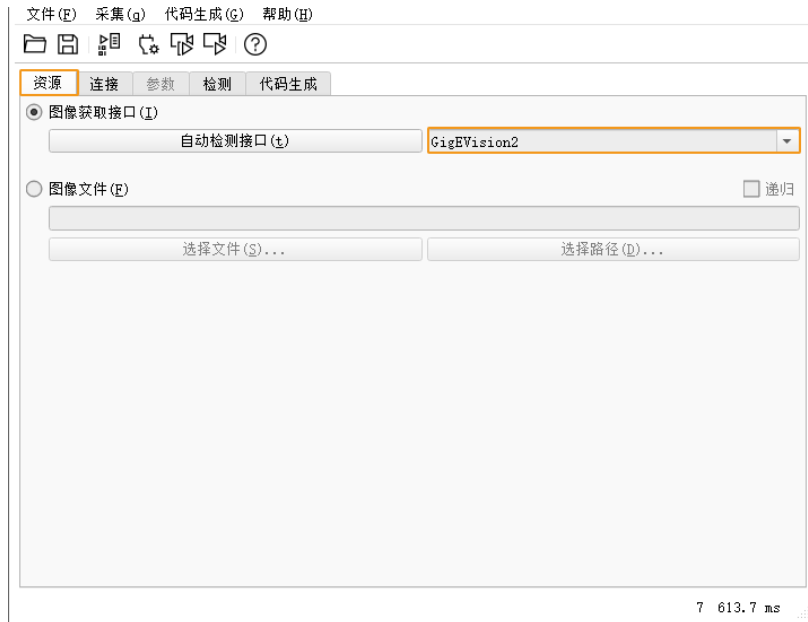 文件(F) 采集(q) 代码生成(G) 帮助(H)
资源 连接 参数 检测 代码生成
图像获取接口(I)
自动检测接口(t) GigEVision2
图像文件(F) 递归
选择文件(S)... 选择路径(D)...
7 613.7 ms